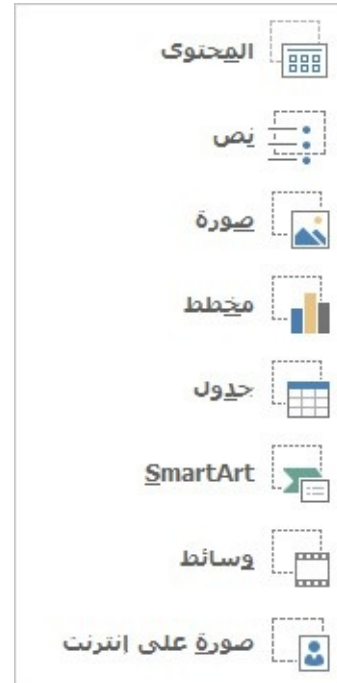 المحتوى
نص
صورة
مخطط
جدول
SmartArt
وسائط
صورة على إنترنت